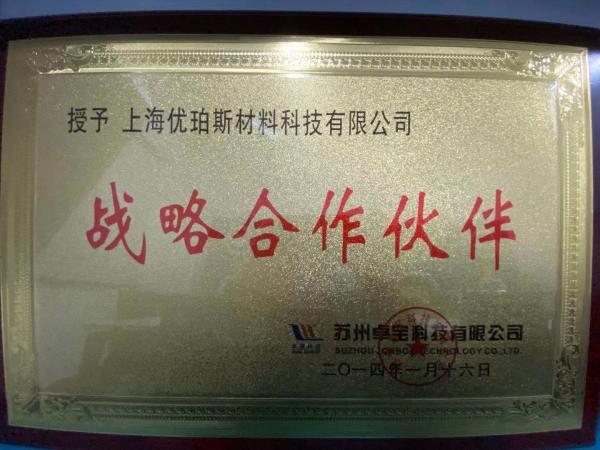 授予 上海优珀斯材料科技有限公司
战略合作伙伴
苏州卓宝科技有限公司
SUZHOU JOABOA TECHNOLOGY CO.,LTD.
二〇一四年一月十六日